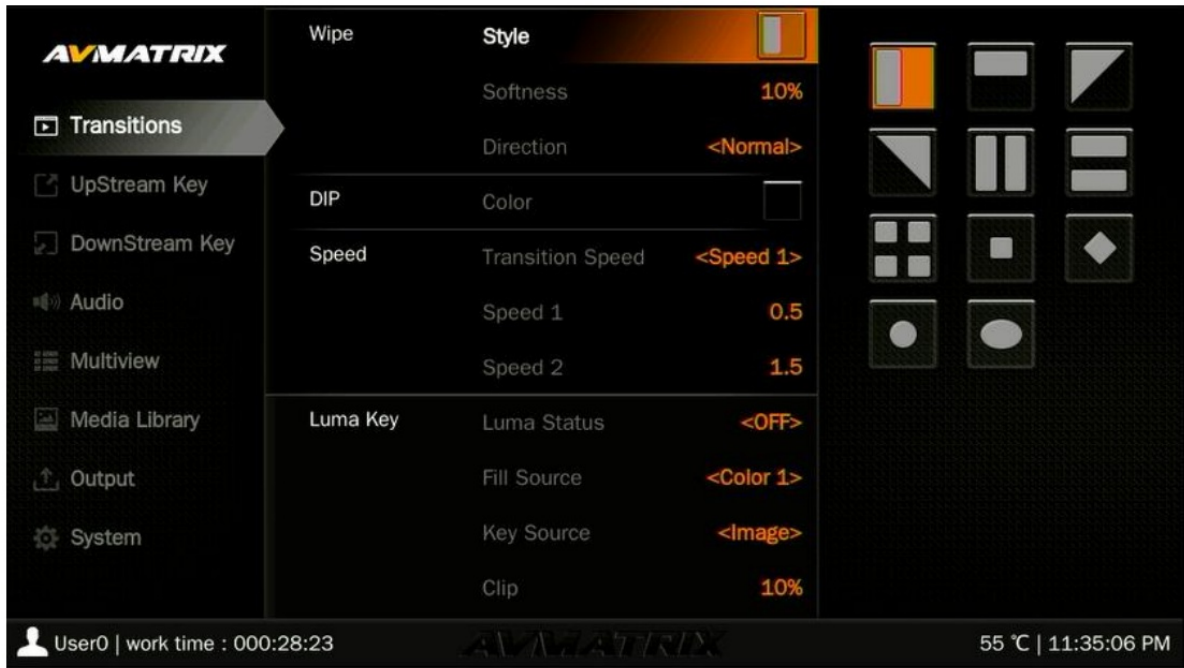 AVMATRIX
Transitions
UpStream Key
DownStream Key
Audio
Multiview
Media Library
Output
System
Wipe Style
Softness 10%
Direction <Normal>
DIP Color
Speed Transition Speed <Speed 1>
Speed 1 0.5
Speed 2 1.5
Luma Key Luma Status <OFF>
Fill Source <Color 1>
Key Source <Image>
Clip 10%
User0 | work time : 000:28:23 AVMATRIX 55 ℃ | 11:35:06 PM